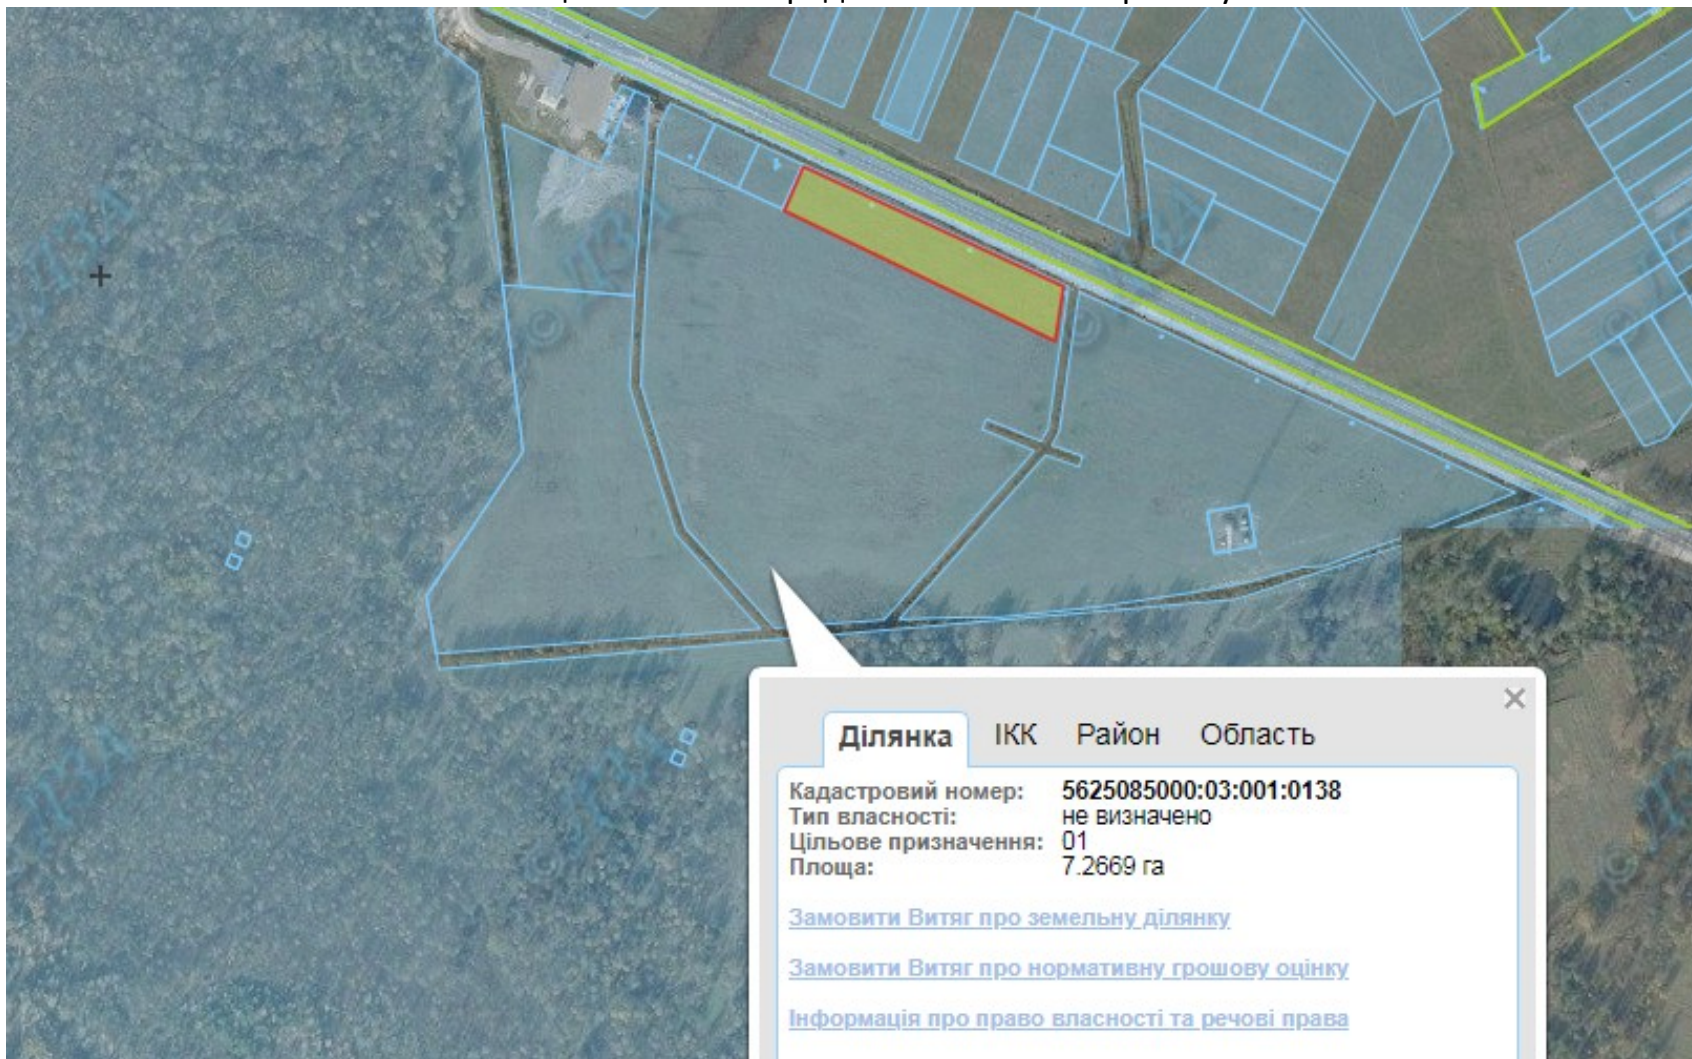 Ділянка ІКК Район Область
Кадастровий номер: 5625085000:03:001:0138
Тип власності: не визначено
Цільове призначення: 01
Площа: 7.2669 га
Замовити Витяг про земельну ділянку
Замовити Витяг про нормативну грошову оцінку
Інформація про право власності та речові права